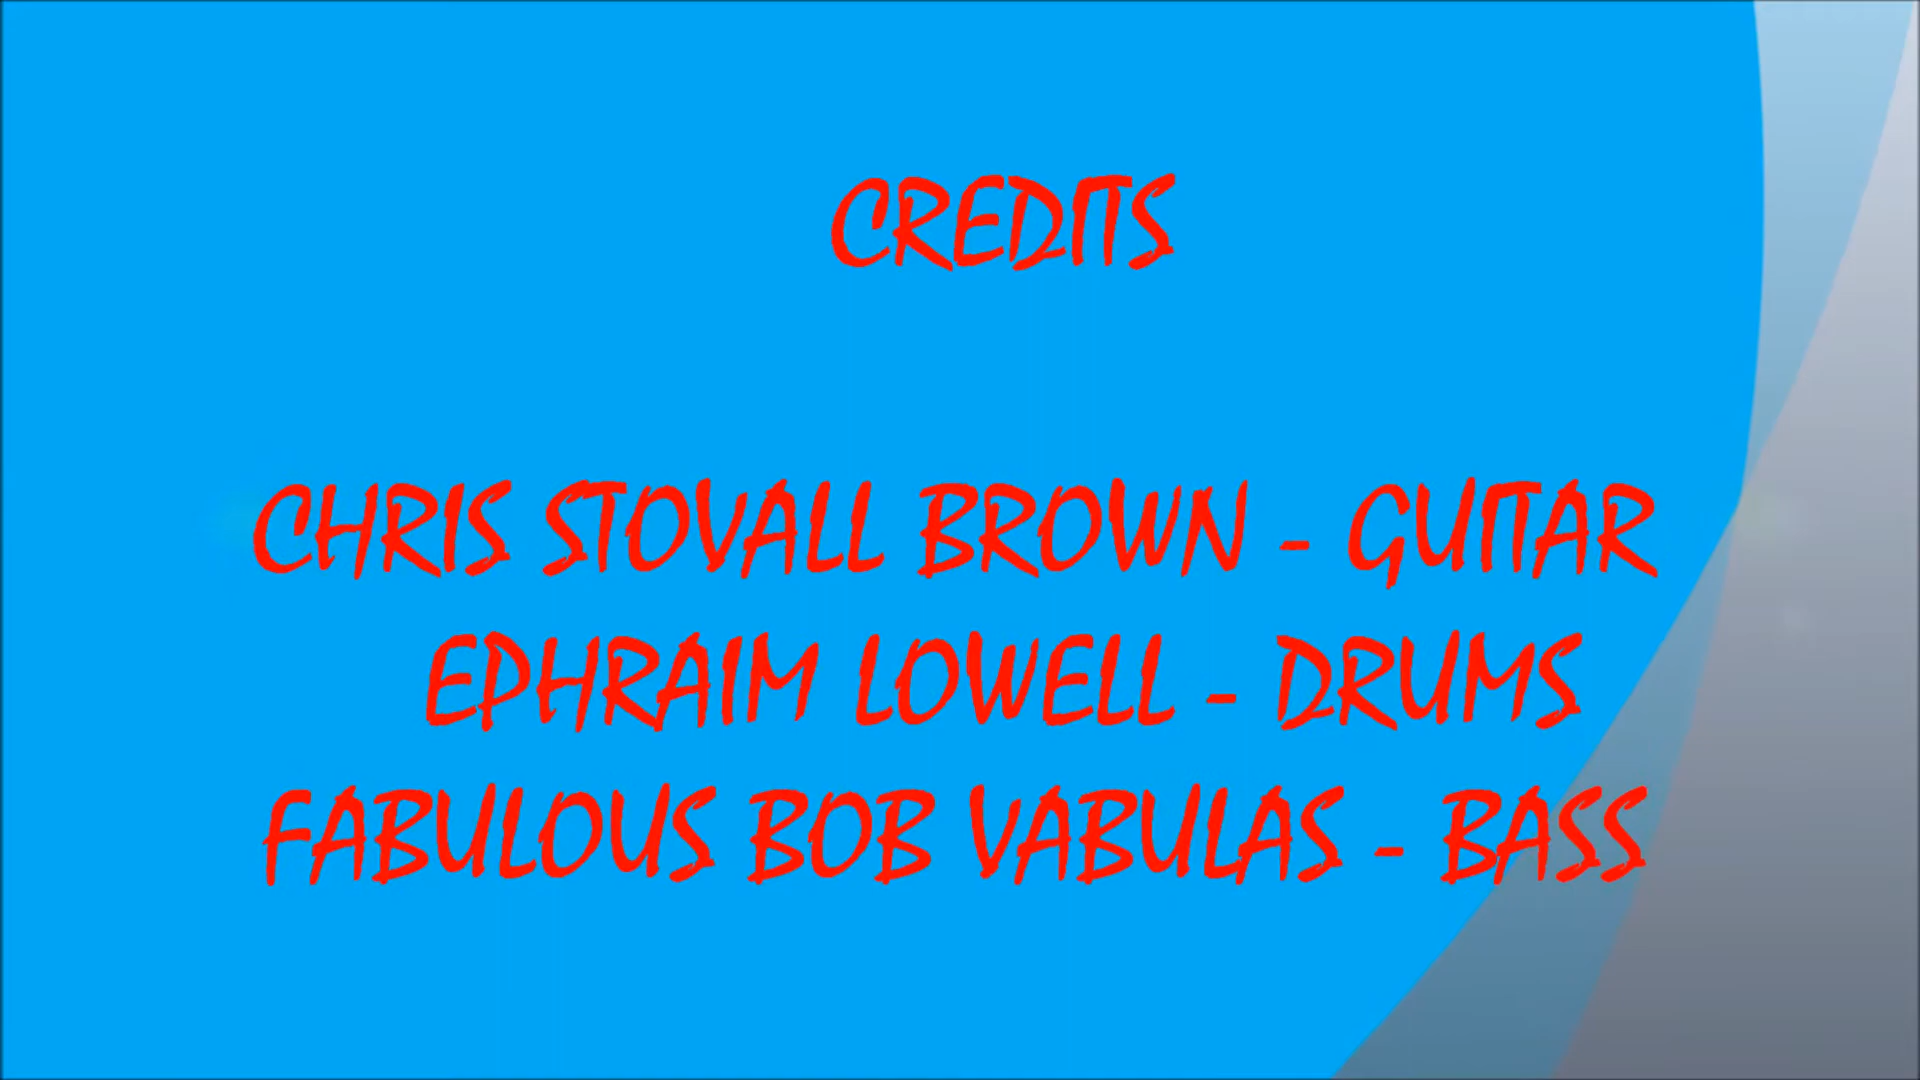 CREDITS
CHRIS STOVALL BROWN - GUITAR
EPHRAIM LOWELL - DRUMS
FABULOUS BOB VABULAS - BASS